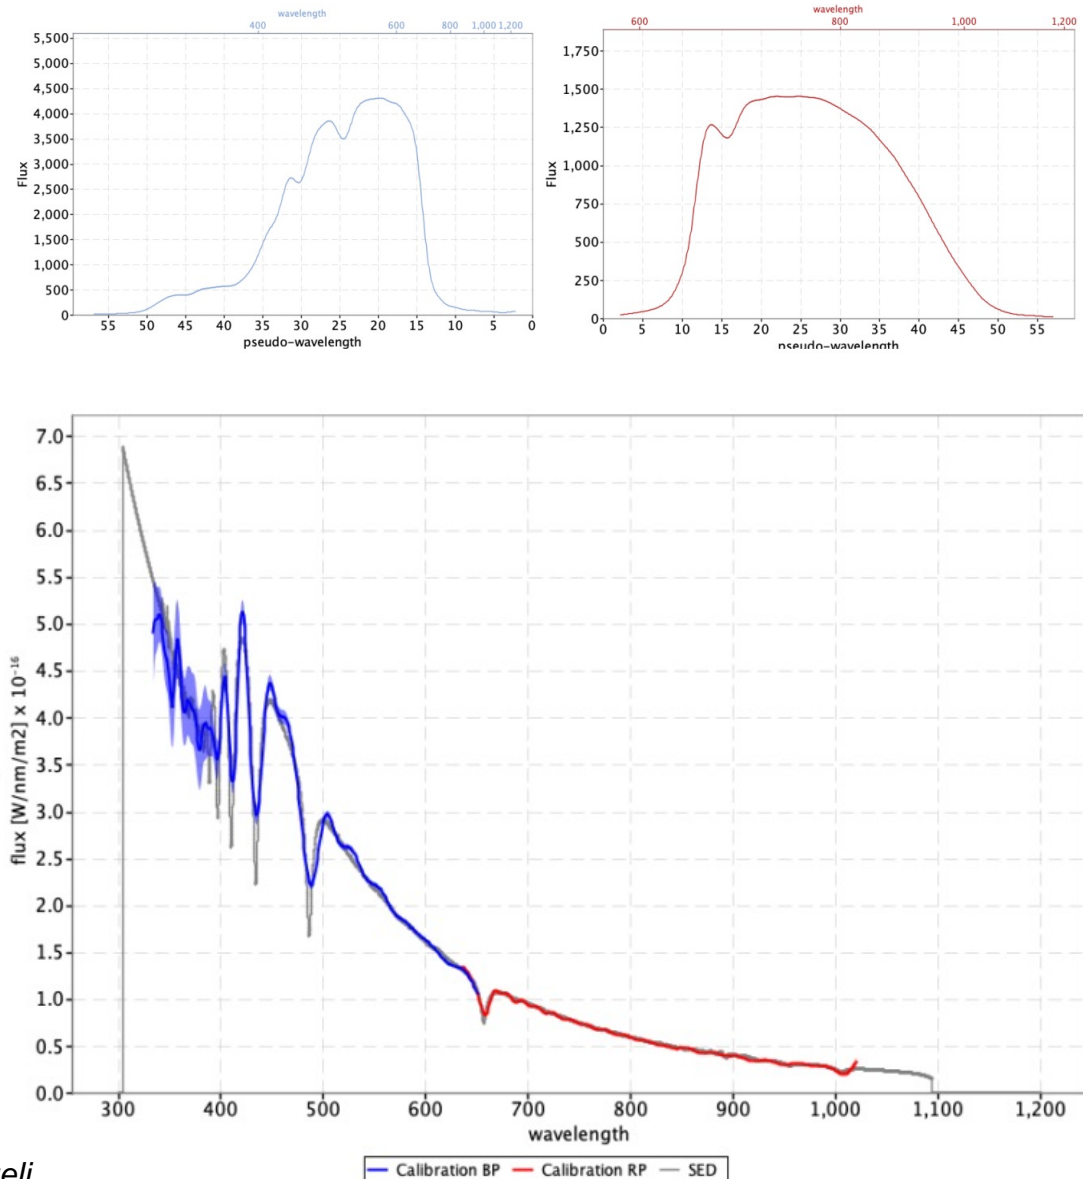 wavelength
400 600 800 1,000 1,200
5,500
5,000
4,500
4,000
3,500
3,000
2,500
2,000
1,500
1,000
500
0
Flux
55 50 45 40 35 30 25 20 15 10 5 0
pseudo-wavelength
wavelength
600 800 1,000 1,200
1,750
1,500
1,250
1,000
750
500
250
0
Flux
0 5 10 15 20 25 30 35 40 45 50 55
pseudo-wavelength
7.0
6.5
6.0
5.5
5.0
4.5
4.0
3.5
3.0
2.5
2.0
1.5
1.0
0.5
0.0
flux [W/nm/m2] x 10⁻¹⁶
300 400 500 600 700 800 900 1,000 1,100 1,200
wavelength
Calibration BP Calibration RP SED